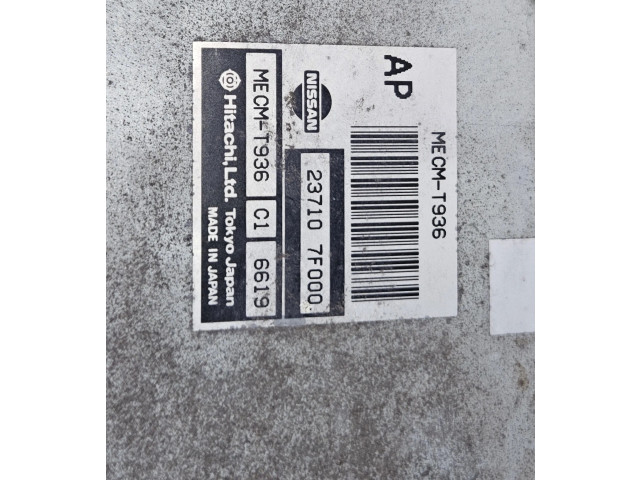 AP
MECM-T936
NISSAN
23710 7F000
MECM-T936 C1 6619
Hitachi, Ltd. Tokyo Japan
MADE IN JAPAN